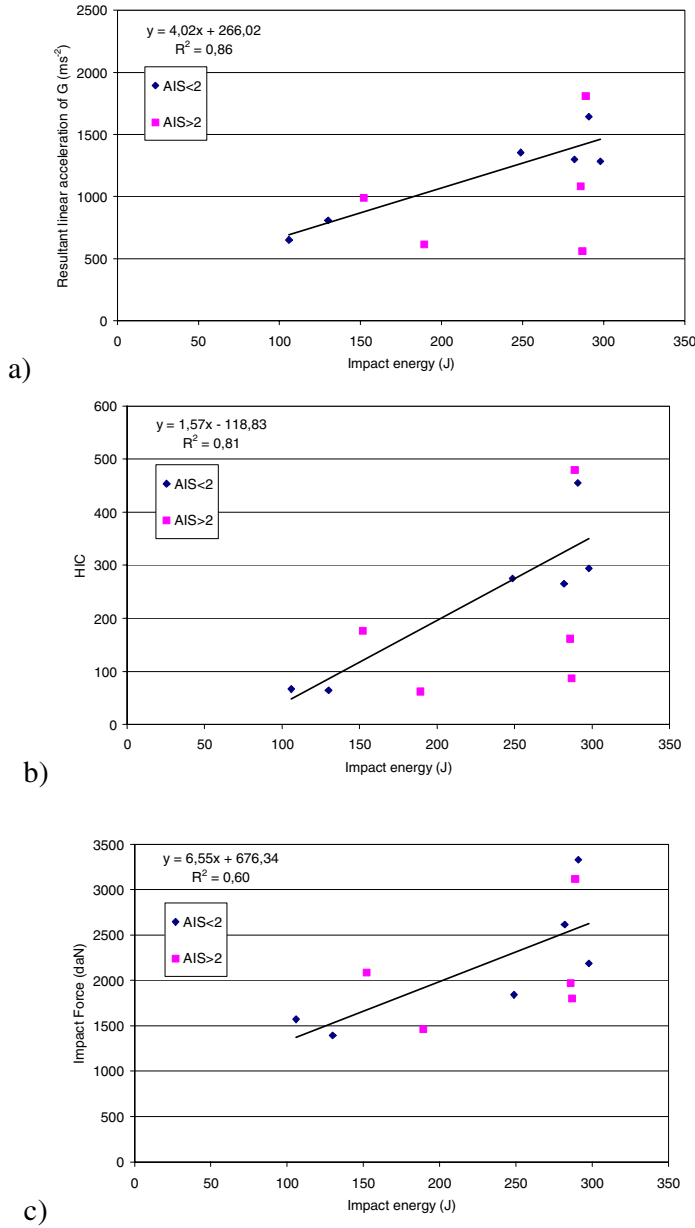 y = 4,02x + 266,02
R² = 0,86
AIS<2
AIS>2
Resultant linear acceleration of G (ms⁻²)
2500
2000
1500
1000
500
0
0 50 100 150 200 250 300 350
Impact energy (J)
a)
y = 1,57x - 118,83
R² = 0,81
AIS<2
AIS>2
HIC
600
500
400
300
200
100
0
0 50 100 150 200 250 300 350
Impact energy (J)
b)
y = 6,55x + 676,34
R² = 0,60
AIS<2
AIS>2
Impact Force (daN)
3500
3000
2500
2000
1500
1000
500
0
0 50 100 150 200 250 300 350
Impact energy (J)
c)